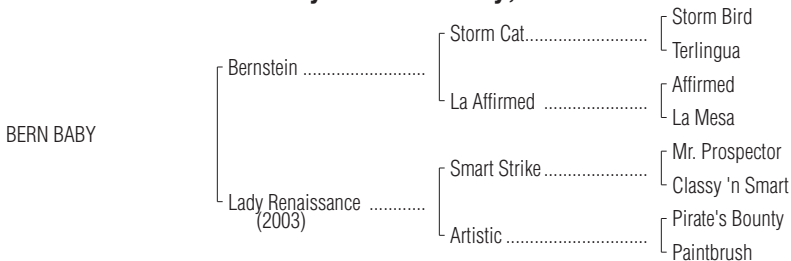 Storm Bird
Storm Cat..........................
Terlingua
Bernstein ..........................
Affirmed
La Affirmed ......................
La Mesa
BERN BABY
Mr. Prospector
Smart Strike......................
Classy 'n Smart
Lady Renaissance ............
(2003)
Pirate's Bounty
Artistic ..............................
Paintbrush